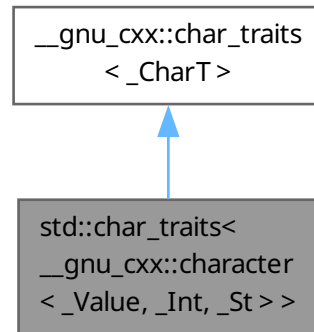 __gnu_cxx::char_traits
< _CharT >
std::char_traits<
__gnu_cxx::character
< _Value, _Int, _St > >